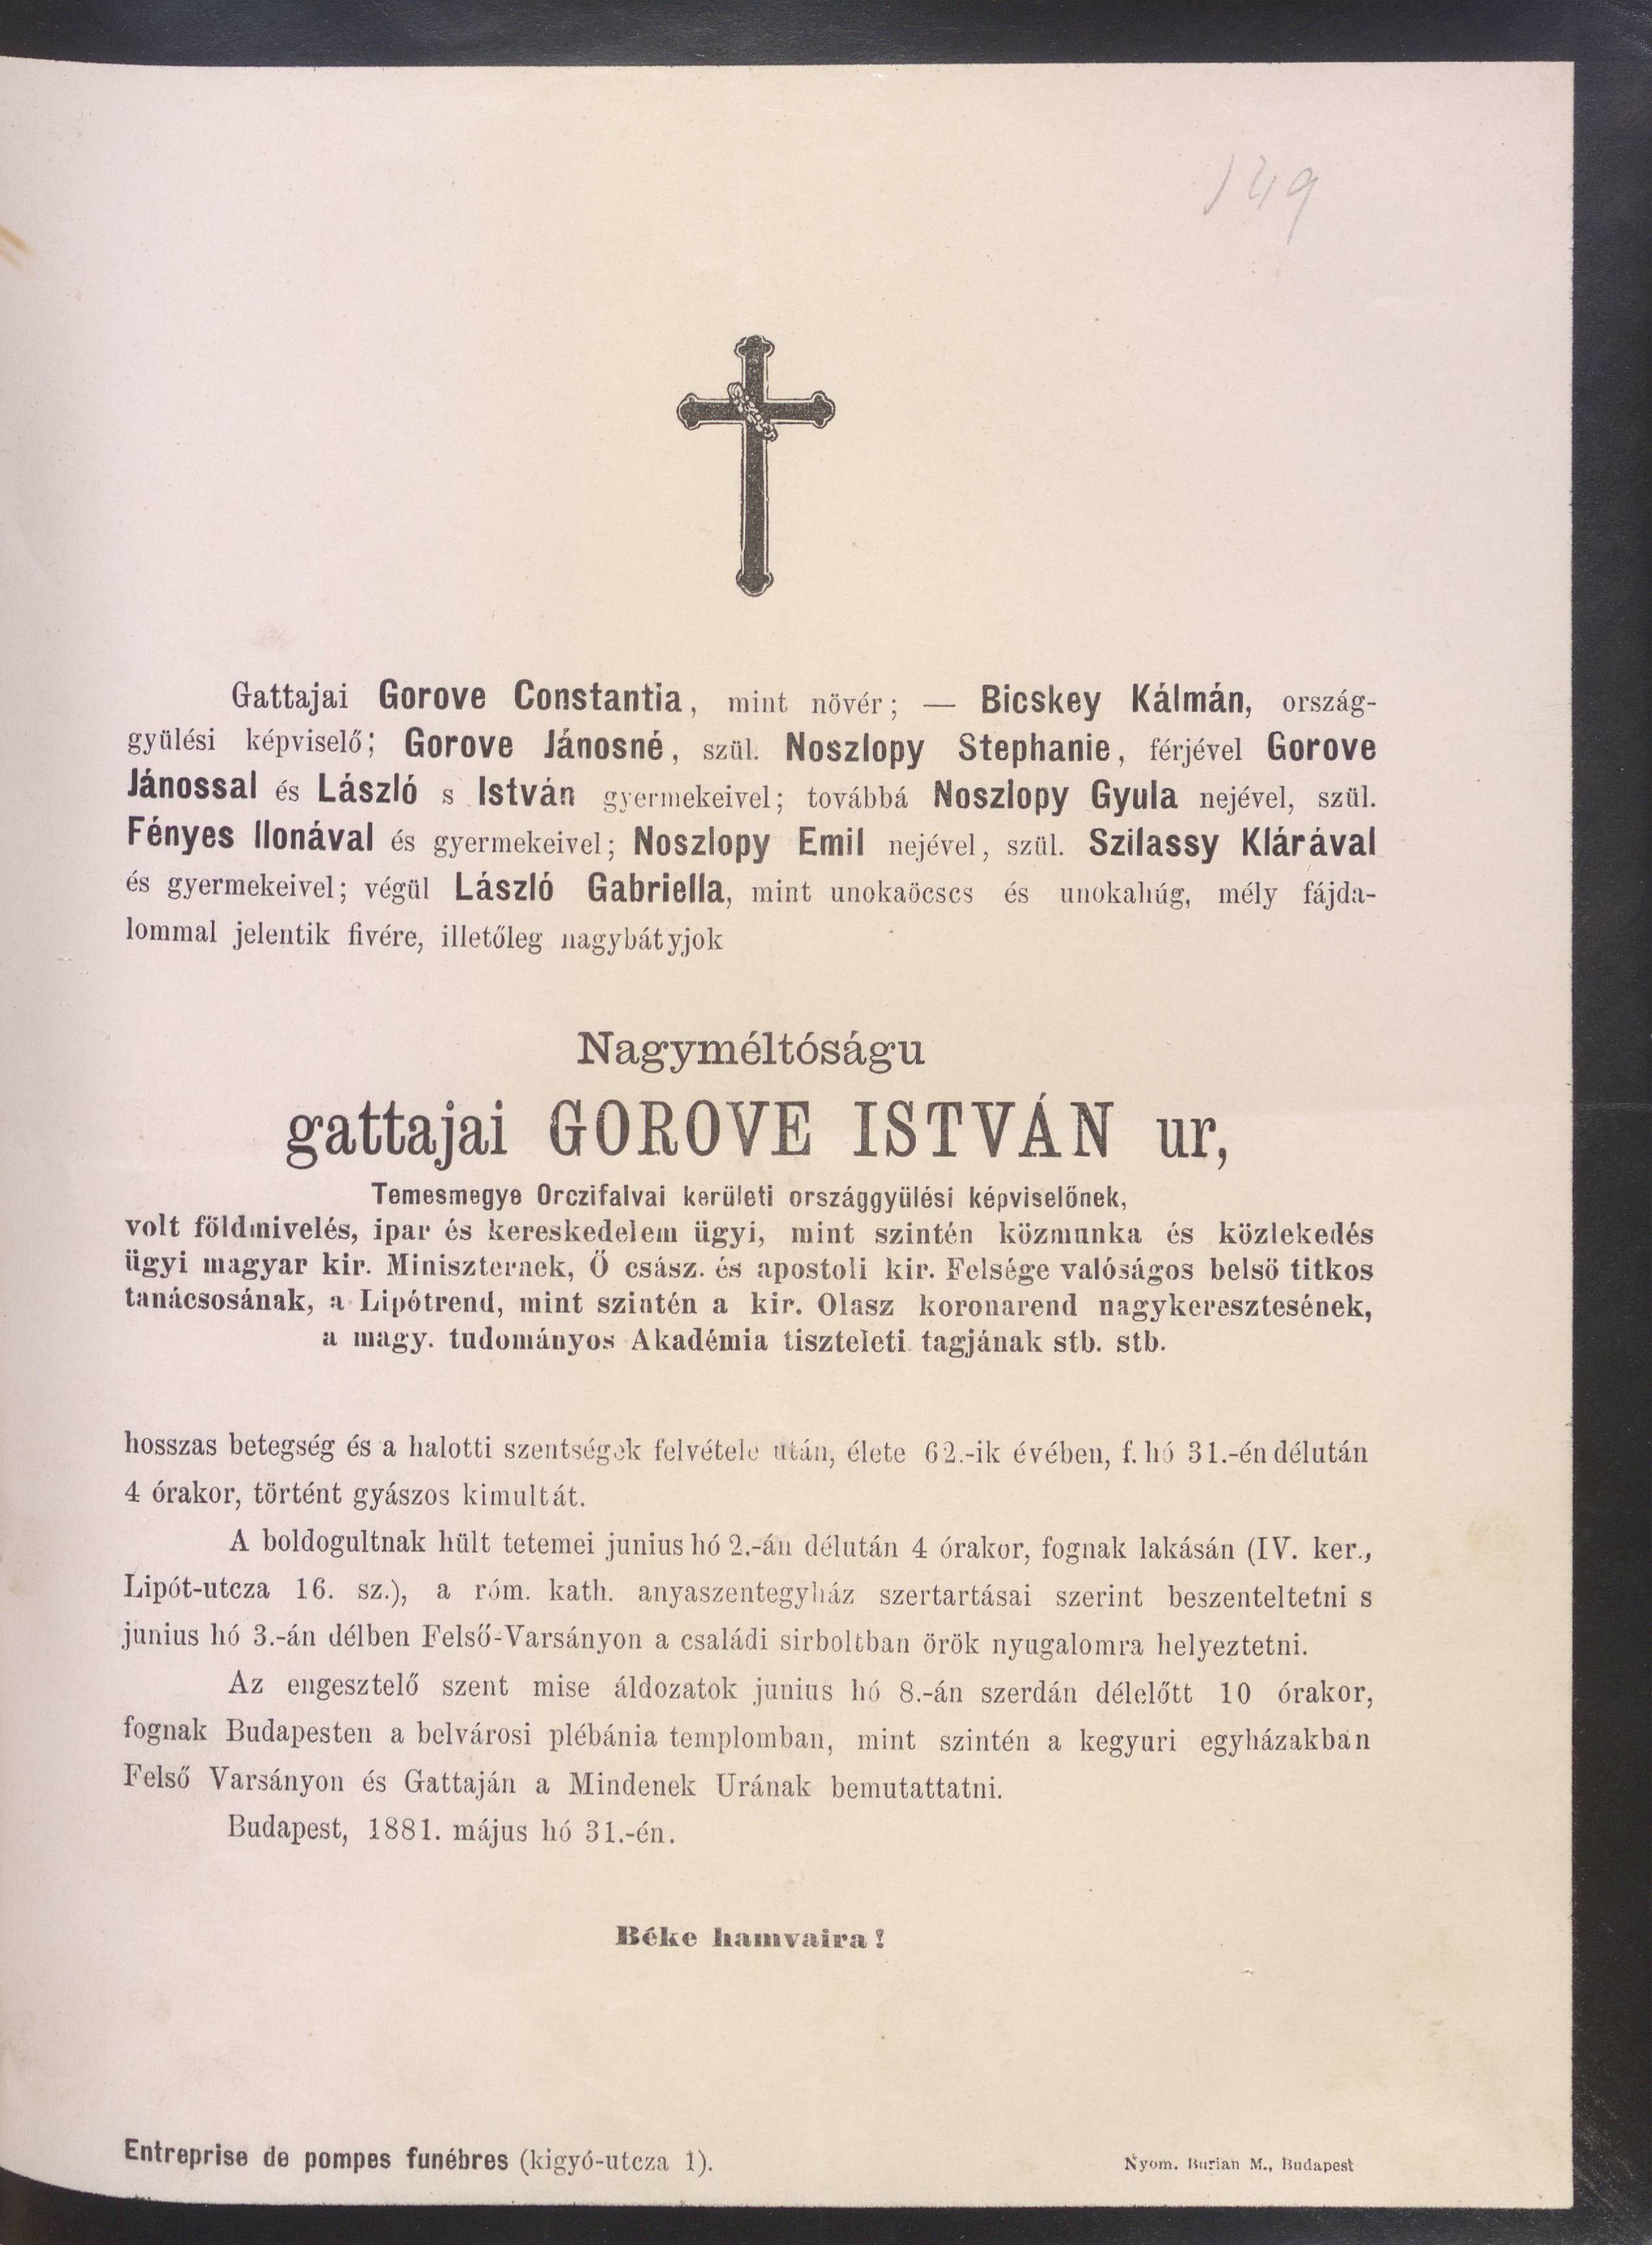 149
Gattajai Gorove Constantia, mint növér; — Bicskey Kálmán, ország-
gyülési képviselő; Gorove Jánosné, szül. Noszlopy Stephanie, férjével Gorove
Jánossal és László s István gyermekeivel; továbbá Noszlopy Gyula nejével, szül.
Fényes Ilonával és gyermekeivel; Noszlopy Emil nejével, szül. Szilassy Klárával
és gyermekeivel; végül László Gabriella, mint unokaöcscs és unokahúg, mély fájda-
lommal jelentik fivére, illetőleg nagybátyjok
Nagyméltóságu
gattajai GOROVE ISTVÁN ur,
Temesmegye Orczifalvai kerületi országgyülési képviselőnek,
volt földmivelés, ipar és kereskedelem ügyi, mint szintén közmunka és közlekedés
ügyi magyar kir. Miniszternek, Ő csász. és apostoli kir. Felsége valóságos belsö titkos
tanácsosának, a Lipótrend, mint szintén a kir. Olasz koronarend nagykeresztesének,
a magy. tudományos Akadémia tiszteleti tagjának stb. stb.
hosszas betegség és a halotti szentségek felvétele után, élete 62.-ik évében, f. hó 31.-én délután
4 órakor, történt gyászos kimultát.
A boldogultnak hült tetemei junius hó 2.-án délután 4 órakor, fognak lakásán (IV. ker.,
Lipót-utcza 16. sz.), a róm. kath. anyaszentegyház szertartásai szerint beszenteltetni s
junius hó 3.-án délben Felső-Varsányon a családi sirboltban örök nyugalomra helyeztetni.
Az engesztelő szent mise áldozatok junius hó 8.-án szerdán délelőtt 10 órakor,
fognak Budapesten a belvárosi plébánia templomban, mint szintén a kegyuri egyházakban
Felső Varsányon és Gattaján a Mindenek Urának bemutattatni.
Budapest, 1881. május hó 31.-én.
Béke hamvaira!
Entreprise de pompes funébres (kigyó-utcza 1).
Nyom. Burian M., Budapest